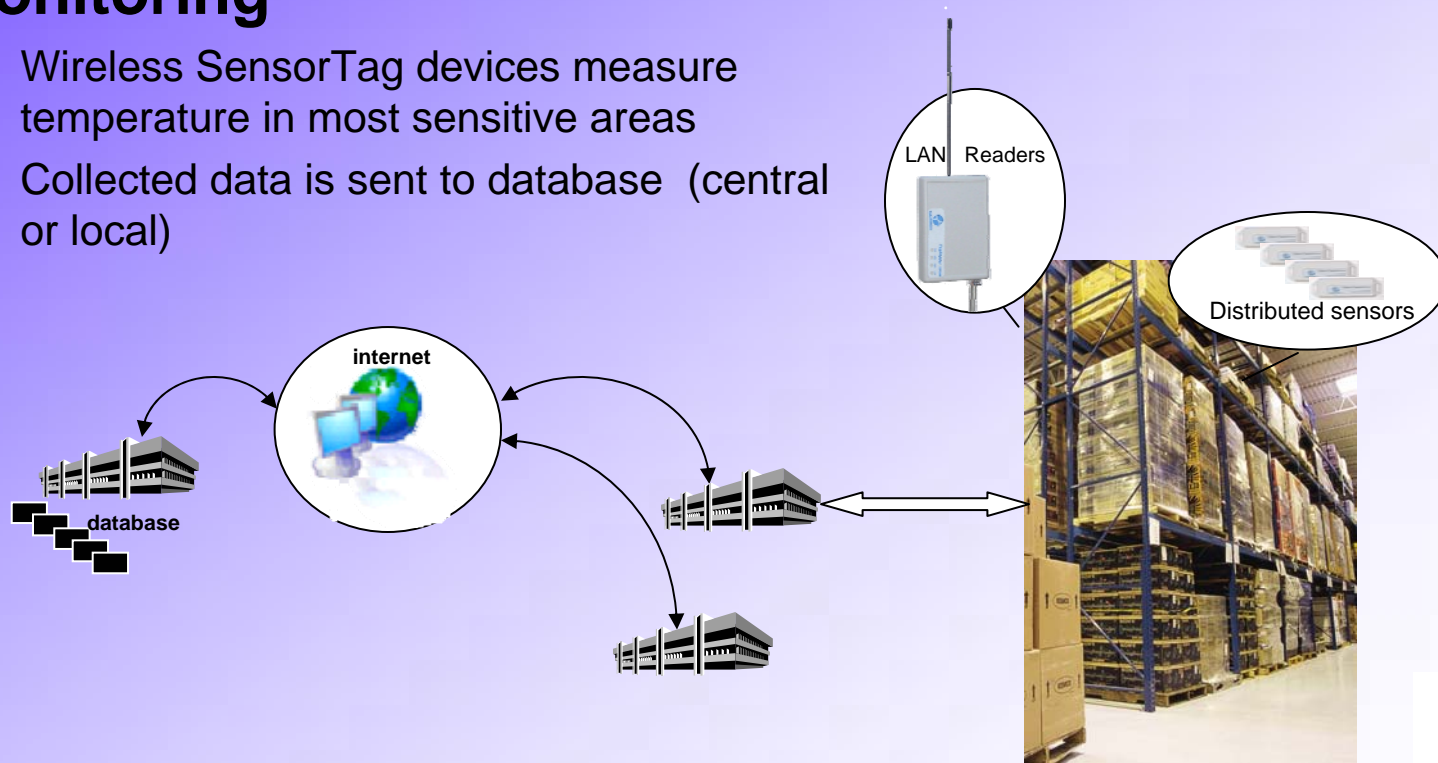 onitoring
Wireless SensorTag devices measure
temperature in most sensitive areas
Collected data is sent to database (central
or local)
LAN Readers
Distributed sensors
internet
database